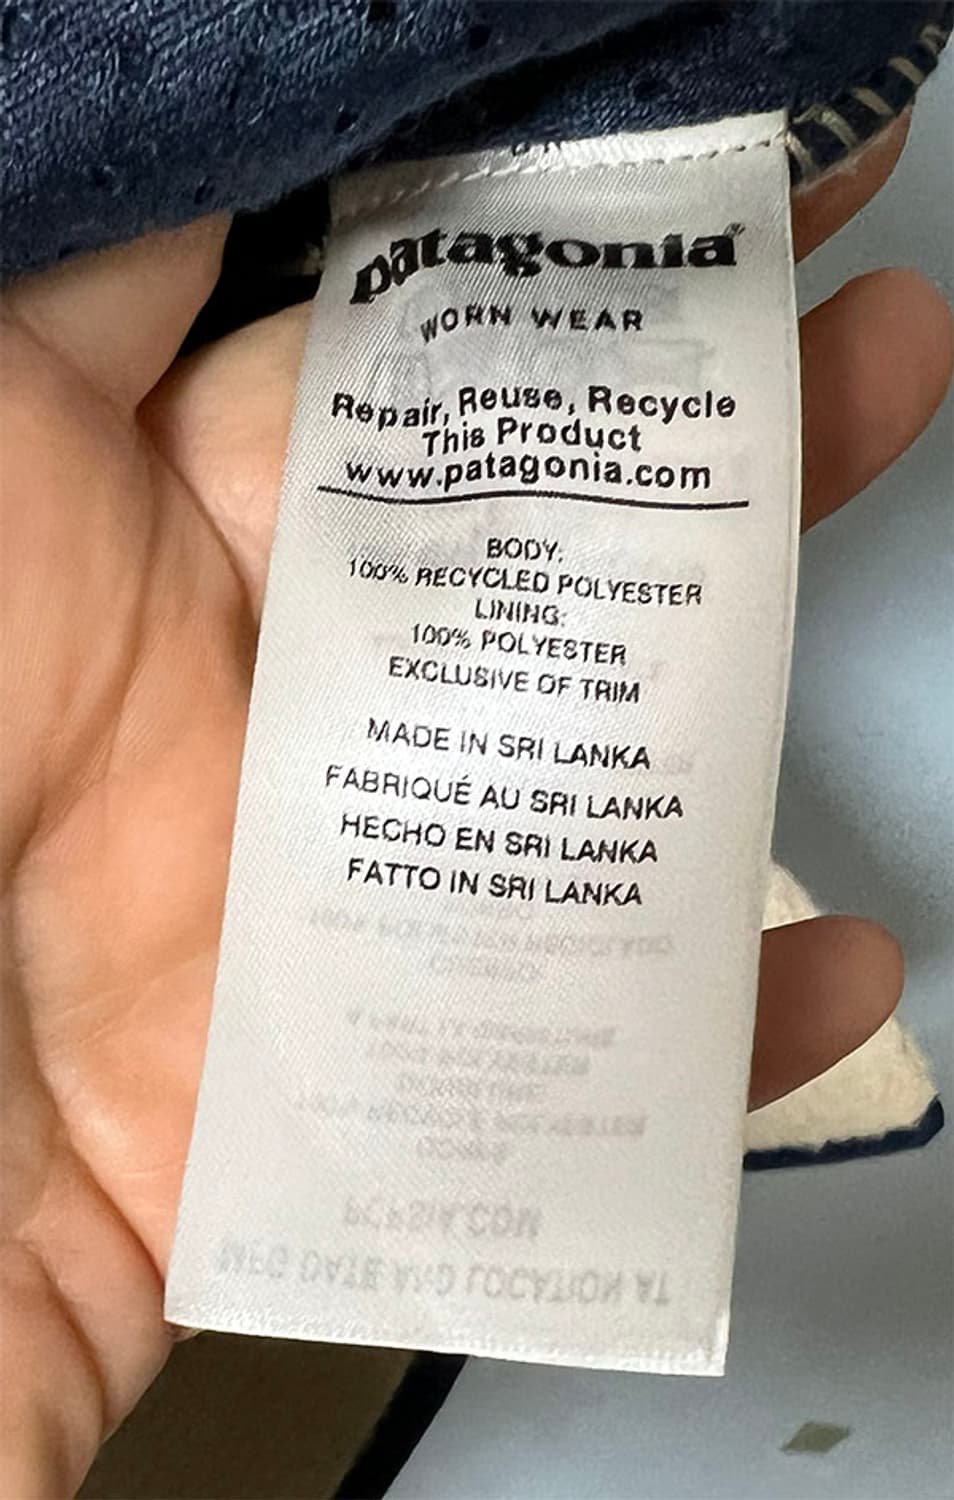 patagonia®
WORN WEAR
Repair, Reuse, Recycle
This Product
www.patagonia.com
BODY:
100% RECYCLED POLYESTER
LINING:
100% POLYESTER
EXCLUSIVE OF TRIM
MADE IN SRI LANKA
FABRIQUÉ AU SRI LANKA
HECHO EN SRI LANKA
FATTO IN SRI LANKA